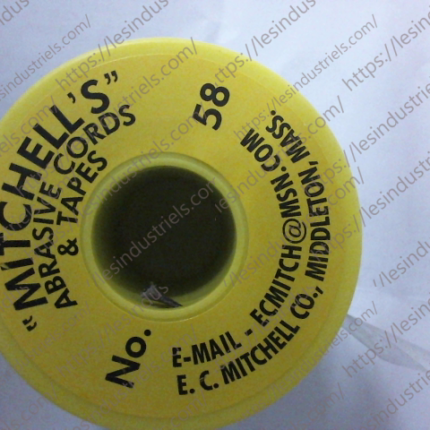 "MITCHELL'S"
ABRASIVE CORDS
& TAPES
No. 58
E-MAIL - ECMITCH@MSN.COM
E. C. MITCHELL CO., MIDDLETON, MASS.
https://lesindustriels.com/